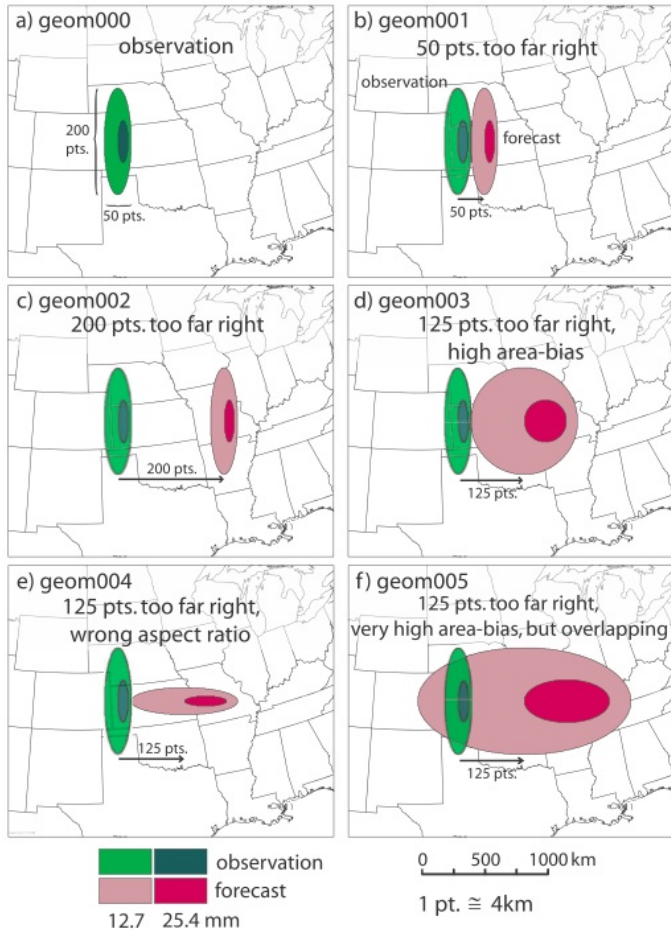 a) geom000
observation
200
pts.
50 pts.
b) geom001
50 pts. too far right
observation
forecast
50 pts.
c) geom002
200 pts. too far right
200 pts.
d) geom003
125 pts. too far right,
high area-bias
125 pts.
e) geom004
125 pts. too far right,
wrong aspect ratio
125 pts.
f) geom005
125 pts. too far right,
very high area-bias, but overlapping
125 pts.
observation
forecast
12.7 25.4 mm
0 500 1000 km
1 pt. ≅ 4km